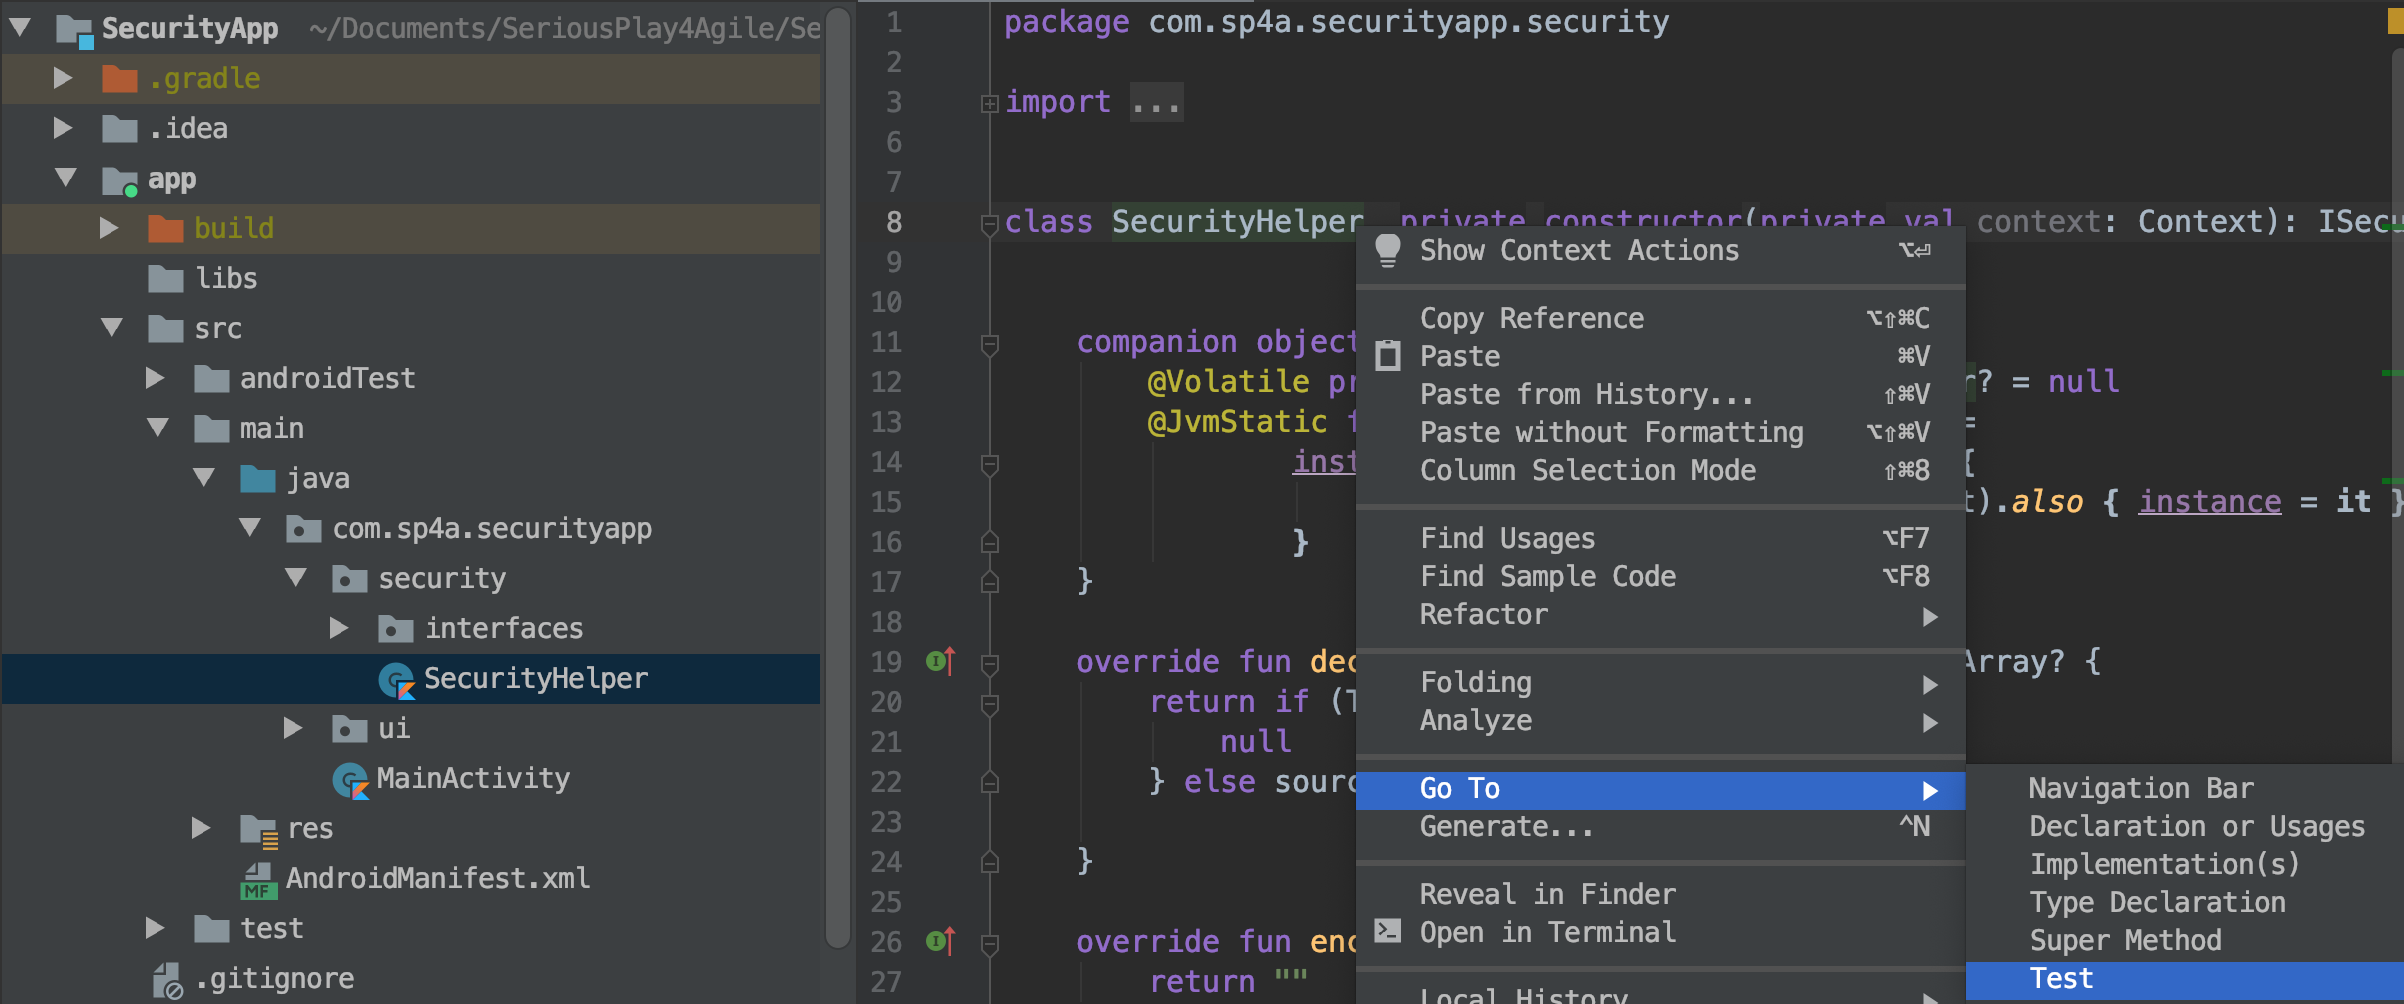 SecurityApp ~/Documents/SeriousPlay4Agile/Se
.gradle
.idea
app
build
libs
src
androidTest
main
java
com.sp4a.securityapp
security
interfaces
SecurityHelper
ui
MainActivity
res
MF AndroidManifest.xml
test
.gitignore
1 package com.sp4a.securityapp.security
2
3 import ...
6
7
8 class SecurityHelper private constructor(private val context: Context): ISecu
9
10
11 companion object
12 @Volatile pr r? = null
13 @JvmStatic f =
14 inst {
15 t).also { instance = it }
16 }
17 }
18
19 override fun dec Array? {
20 return if (T
21 null
22 } else sourc
23
24 }
25
26 override fun enc
27 return ""
Show Context Actions ⌥⏎
Copy Reference ⌥⇧⌘C
Paste ⌘V
Paste from History... ⇧⌘V
Paste without Formatting ⌥⇧⌘V
Column Selection Mode ⇧⌘8
Find Usages ⌥F7
Find Sample Code ⌥F8
Refactor
Folding
Analyze
Go To
Generate... ^N
Reveal in Finder
Open in Terminal
Local History
Navigation Bar
Declaration or Usages
Implementation(s)
Type Declaration
Super Method
Test